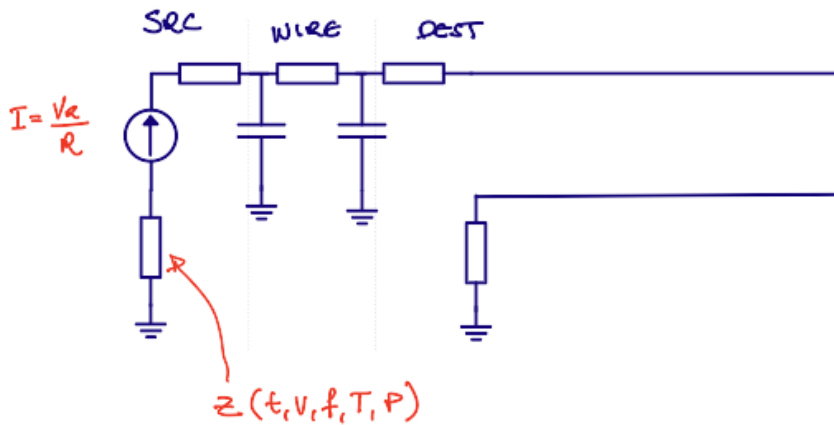 SRC WIRE DEST
I = VR/R
R
Z(t,v,f,T,P)